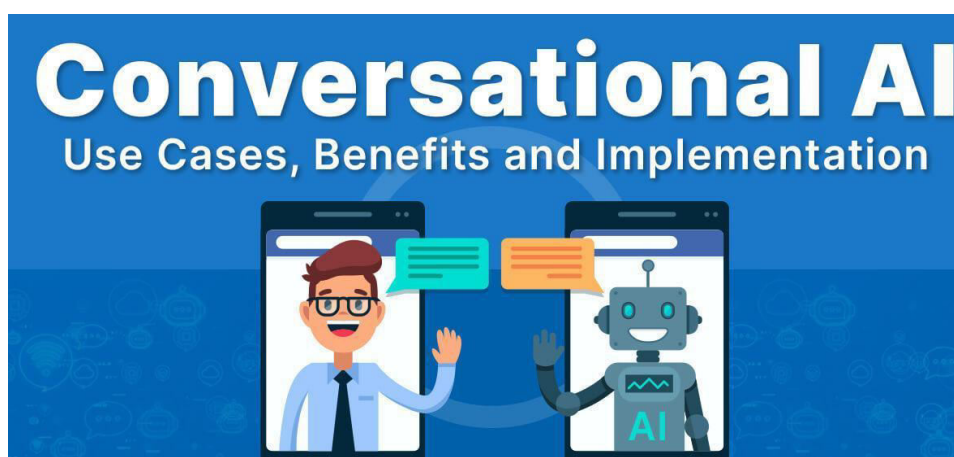 Conversational AI
Use Cases, Benefits and Implementation
AI